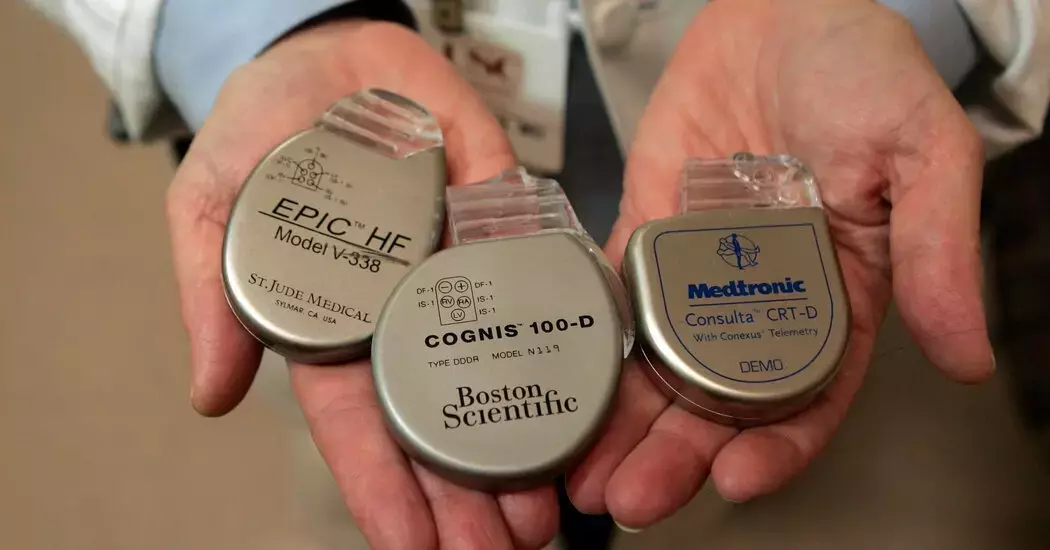 EPIC™ HF
Model V-338
ST. JUDE MEDICAL
SYLMAR, CA USA
DF-1 − + DF-1
IS-1 RV RA IS-1
LV IS-1
COGNIS™ 100-D
TYPE DDDR MODEL N119
Boston
Scientific
Medtronic
Consulta™ CRT-D
With Conexus® Telemetry
DEMO